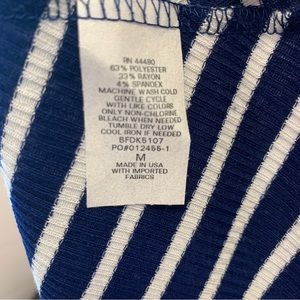 RN 44490
63% POLYESTER
33% RAYON
4% SPANDEX
MACHINE WASH COLD
GENTLE CYCLE
WITH LIKE COLORS
ONLY NON-CHLORINE
BLEACH WHEN NEEDED
TUMBLE DRY LOW
COOL IRON IF NEEDED
BFDK5107
PO#012455-1
M
MADE IN USA
WITH IMPORTED
FABRICS